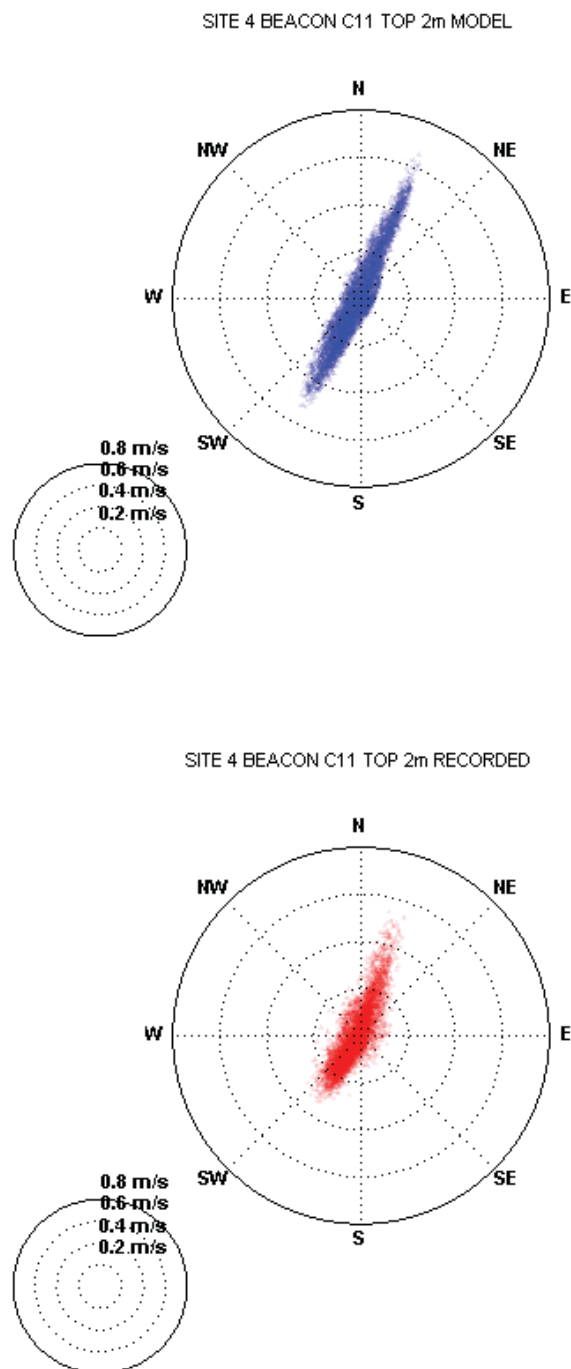 SITE 4 BEACON C11 TOP 2m MODEL
N
NW NE
W E
SW SE
S
0.8 m/s
0.6 m/s
0.4 m/s
0.2 m/s
SITE 4 BEACON C11 TOP 2m RECORDED
N
NW NE
W E
SW SE
S
0.8 m/s
0.6 m/s
0.4 m/s
0.2 m/s